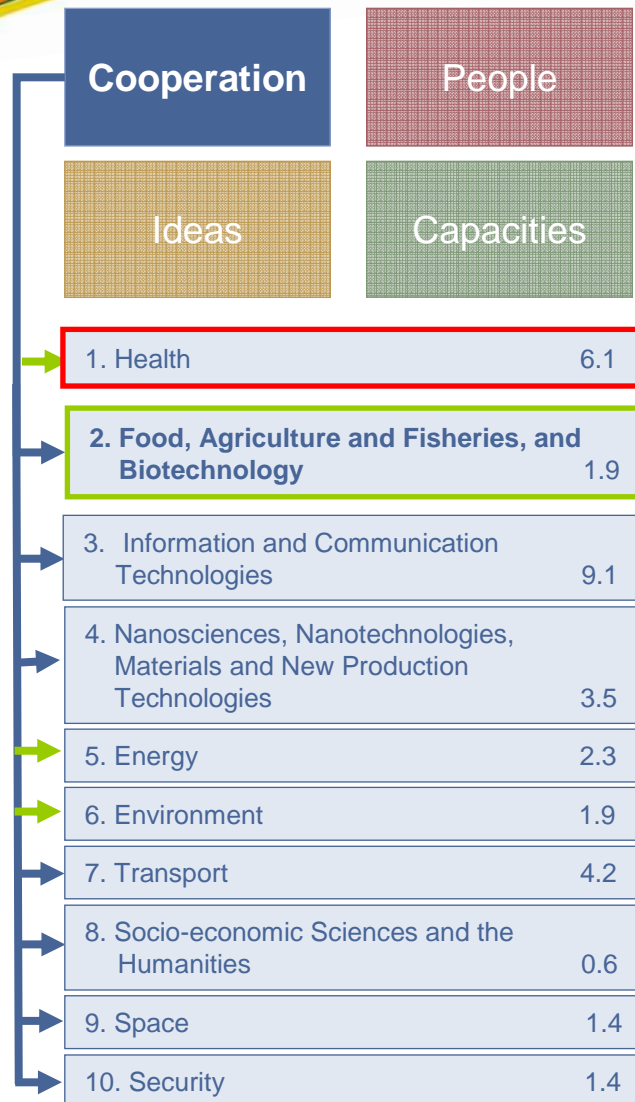 Cooperation
People
Ideas
Capacities
1. Health 6.1
2. Food, Agriculture and Fisheries, and
Biotechnology 1.9
3. Information and Communication
Technologies 9.1
4. Nanosciences, Nanotechnologies,
Materials and New Production
Technologies 3.5
5. Energy 2.3
6. Environment 1.9
7. Transport 4.2
8. Socio-economic Sciences and the
Humanities 0.6
9. Space 1.4
10. Security 1.4